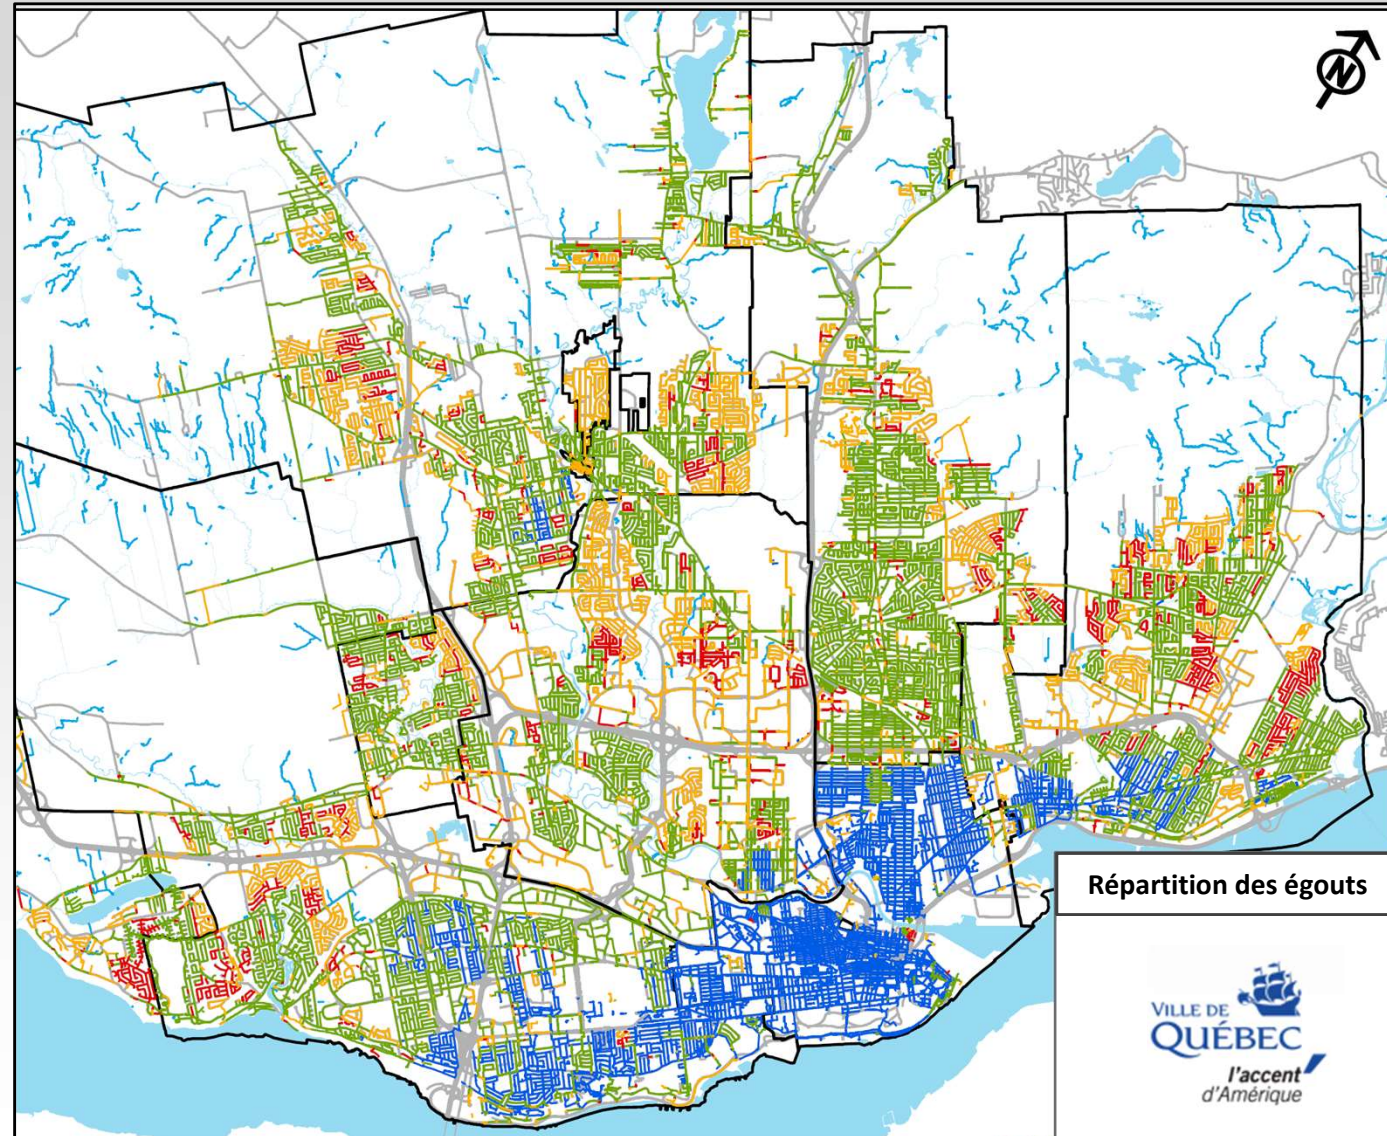 N
Répartition des égouts
VILLE DE
QUÉBEC
l'accent
d'Amérique